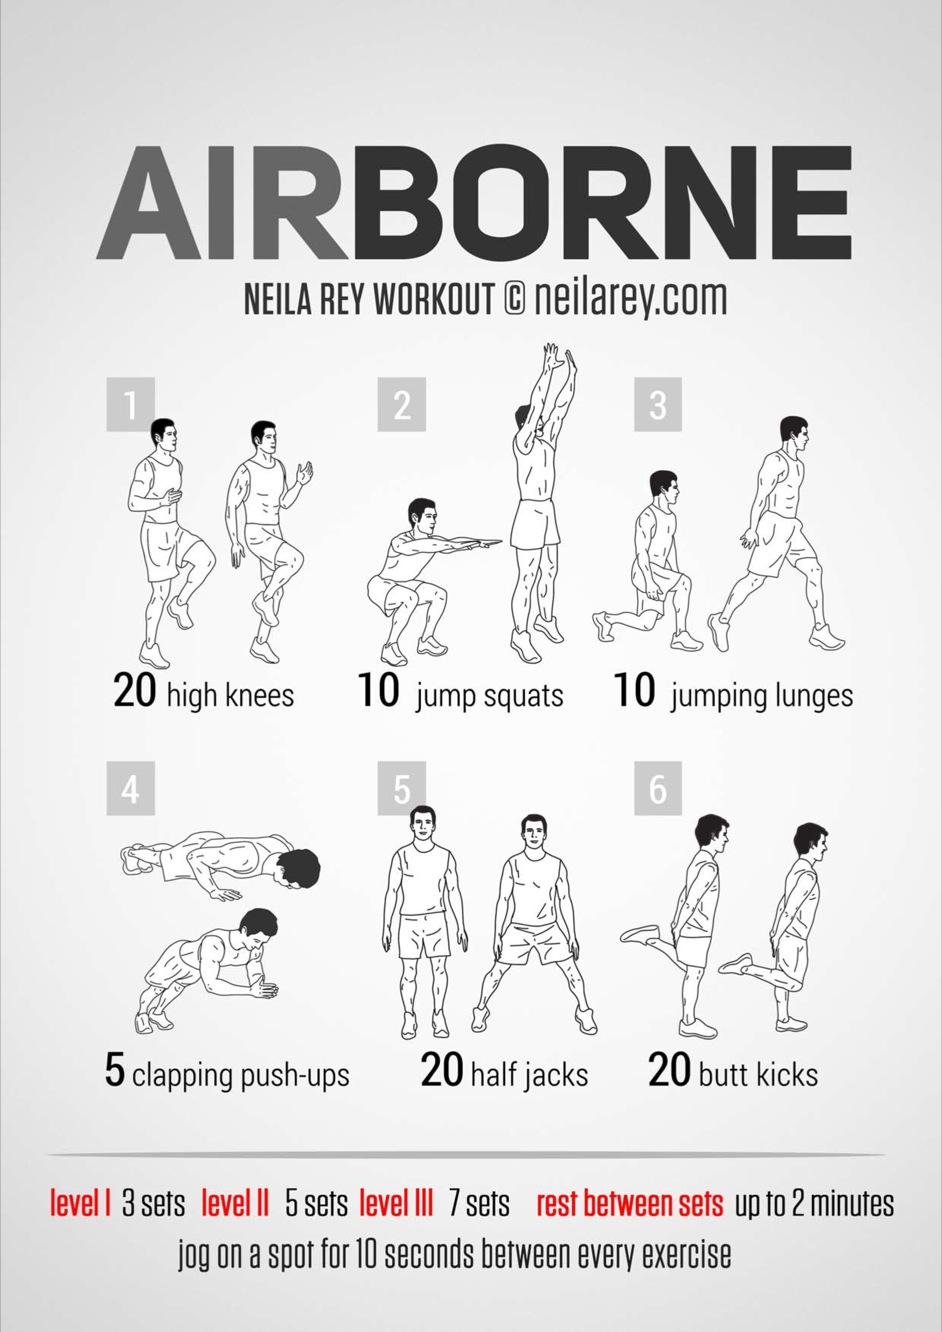 AIRBORNE
NEILA REY WORKOUT © neilarey.com
1
2
3
20 high knees
10 jump squats
10 jumping lunges
4
5
6
5 clapping push-ups
20 half jacks
20 butt kicks
level I 3 sets level II 5 sets level III 7 sets rest between sets up to 2 minutes
jog on a spot for 10 seconds between every exercise